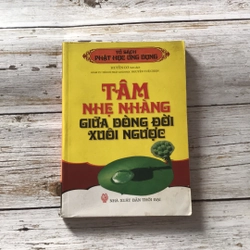 TỦ SÁCH
PHẬT HỌC ỨNG DỤNG
TÂM
NHẸ NHÀNG
GIỮA DÒNG ĐỜI
XUÔI NGƯỢC
NHÀ XUẤT BẢN THỜI ĐẠI